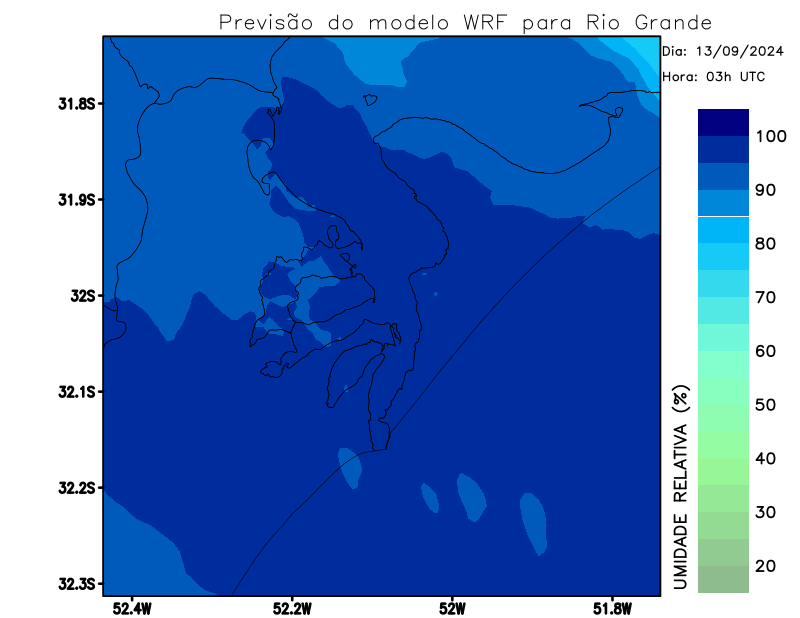 Previsão do modelo WRF para Rio Grande
Dia: 13/09/2024
Hora: 03h UTC
31.8S
31.9S
32S
32.1S
32.2S
32.3S
52.4W
52.2W
52W
51.8W
UMIDADE RELATIVA (%)
100
90
80
70
60
50
40
30
20